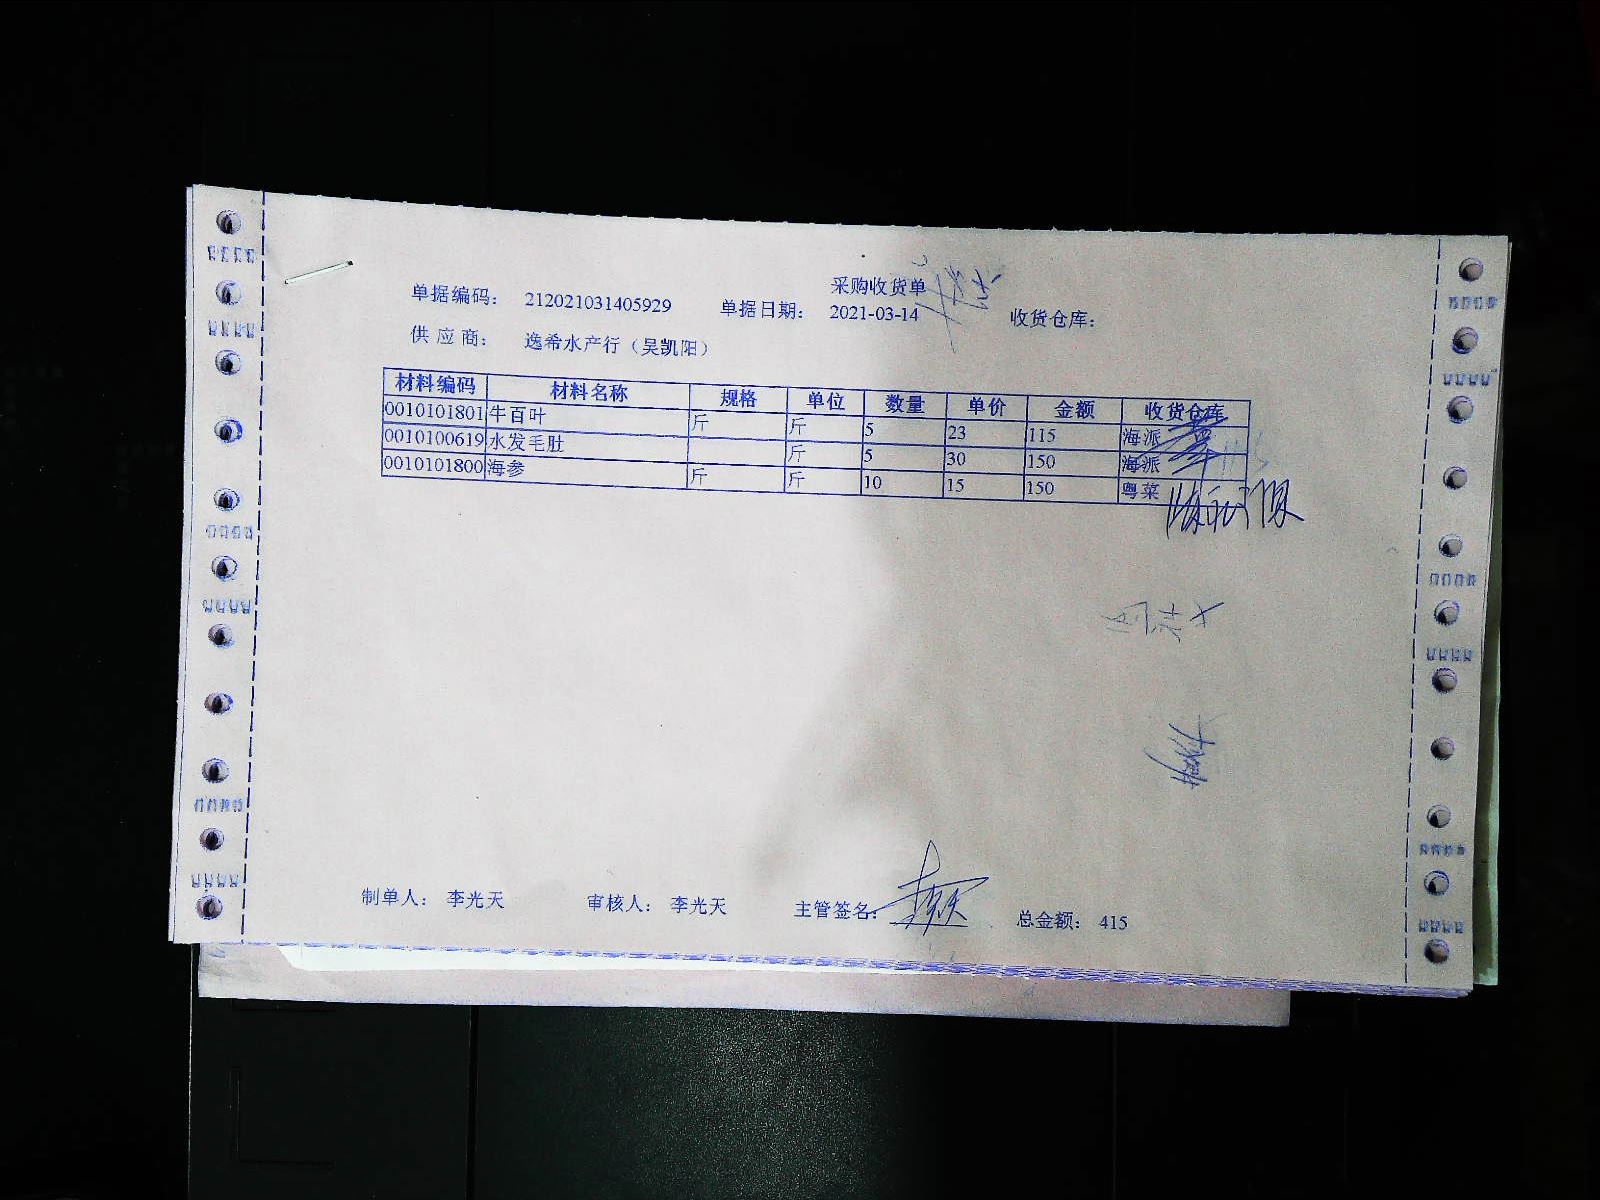 采购收货单
单据编码： 212021031405929 单据日期： 2021-03-14 收货仓库：
供 应 商： 逸希水产行（吴凯阳）
材料编码 材料名称 规格 单位 数量 单价 金额 收货仓库
0010101801 牛百叶 斤 斤 5 23 115 海派
0010100619 水发毛肚 斤 5 30 150 海派
0010101800 海参 斤 斤 10 15 150 粤菜
制单人： 李光天 审核人： 李光天 主管签名： 总金额： 415